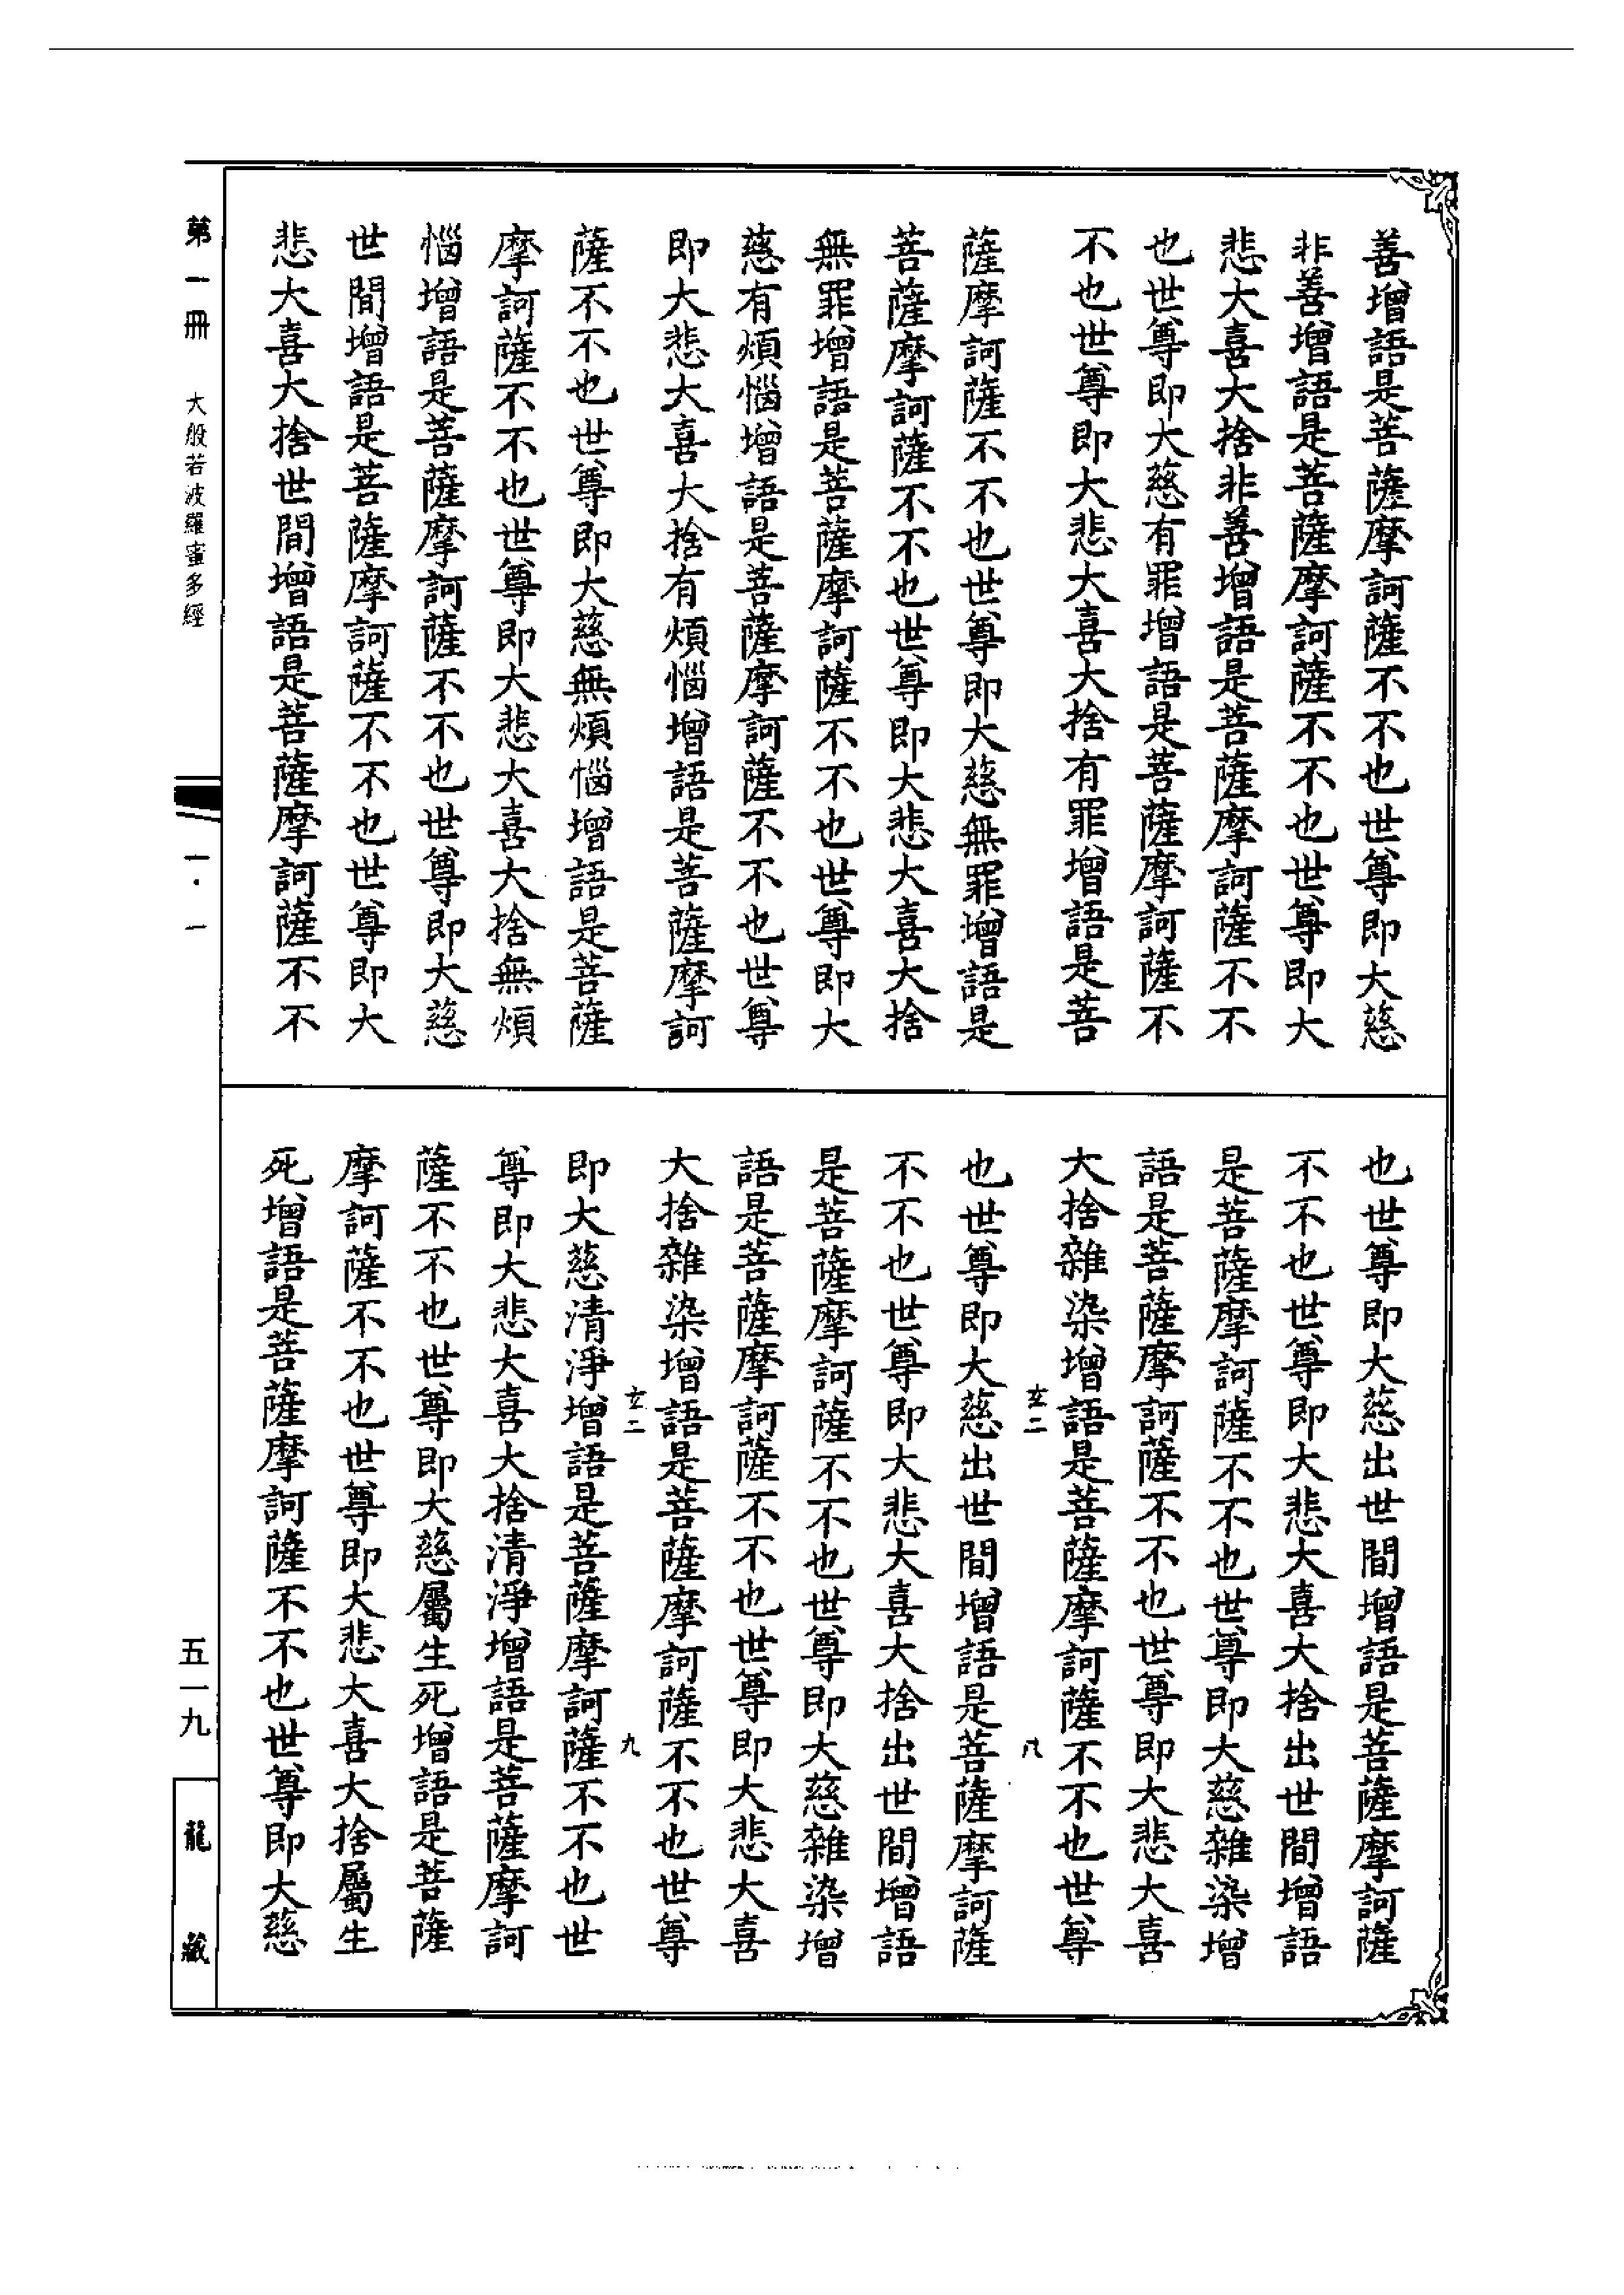 善增語是菩薩摩訶薩不不也世尊即大慈
非善增語是菩薩摩訶薩不不也世尊即大
悲大喜大捨非善增語是菩薩摩訶薩不不
也世尊即大慈有罪增語是菩薩摩訶薩不
不也世尊即大悲大喜大捨有罪增語是菩
薩摩訶薩不不也世尊即大慈無罪增語是
菩薩摩訶薩不不也世尊即大悲大喜大捨
無罪增語是菩薩摩訶薩不不也世尊即大
慈有煩惱增語是菩薩摩訶薩不不也世尊
即大悲大喜大捨有煩惱增語是菩薩摩訶
薩不不也世尊即大慈無煩惱增語是菩薩
摩訶薩不不也世尊即大悲大喜大捨無煩
惱增語是菩薩摩訶薩不不也世尊即大慈
世間增語是菩薩摩訶薩不不也世尊即大
悲大喜大捨世間增語是菩薩摩訶薩不不
也世尊即大慈出世間增語是菩薩摩訶薩
不不也世尊即大悲大喜大捨出世間增語
是菩薩摩訶薩不不也世尊即大慈雜染增
語是菩薩摩訶薩不不也世尊即大悲大喜
大捨雜染增語是菩薩摩訶薩不不也世尊
玄二 八
也世尊即大慈出世間增語是菩薩摩訶薩
不不也世尊即大悲大喜大捨出世間增語
是菩薩摩訶薩不不也世尊即大慈雜染增
語是菩薩摩訶薩不不也世尊即大悲大喜
大捨雜染增語是菩薩摩訶薩不不也世尊
玄二 九
即大慈清淨增語是菩薩摩訶薩不不也世
尊即大悲大喜大捨清淨增語是菩薩摩訶
薩不不也世尊即大慈屬生死增語是菩薩
摩訶薩不不也世尊即大悲大喜大捨屬生
死增語是菩薩摩訶薩不不也世尊即大慈
第一冊 大般若波羅蜜多經 一·一 五一九 龍藏